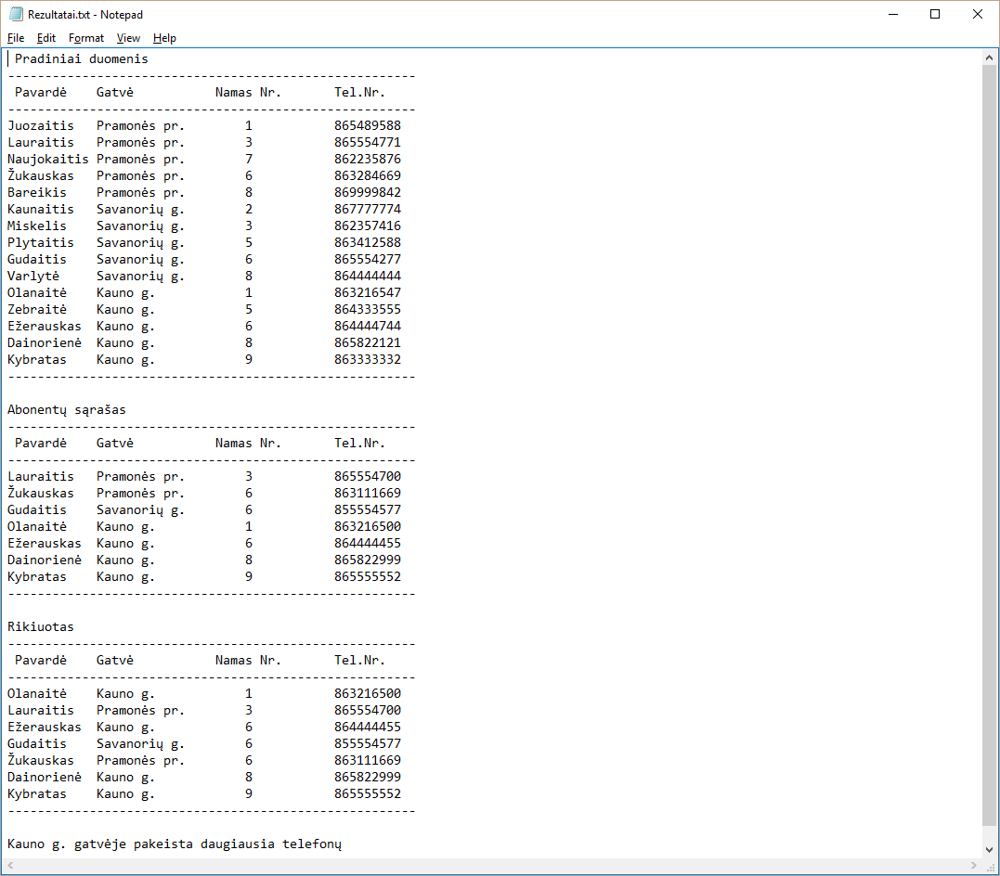 Rezultatai.txt - Notepad
File Edit Format View Help
Pradiniai duomenis
-------------------------------------------------------
 Pavardė    Gatvė           Namas Nr.       Tel.Nr.
-------------------------------------------------------
Juozaitis   Pramonės pr.        1           865489588
Lauraitis   Pramonės pr.        3           865554771
Naujokaitis Pramonės pr.        7           862235876
Žukauskas   Pramonės pr.        6           863284669
Bareikis    Pramonės pr.        8           869999842
Kaunaitis   Savanorių g.        2           867777774
Miskelis    Savanorių g.        3           862357416
Plytaitis   Savanorių g.        5           863412588
Gudaitis    Savanorių g.        6           865554277
Varlytė     Savanorių g.        8           864444444
Olanaitė    Kauno g.            1           863216547
Zebraitė    Kauno g.            5           864333555
Ežerauskas  Kauno g.            6           864444744
Dainorienė  Kauno g.            8           865822121
Kybratas    Kauno g.            9           863333332
-------------------------------------------------------
Abonentų sąrašas
-------------------------------------------------------
 Pavardė    Gatvė           Namas Nr.       Tel.Nr.
-------------------------------------------------------
Lauraitis   Pramonės pr.        3           865554700
Žukauskas   Pramonės pr.        6           863111669
Gudaitis    Savanorių g.        6           855554577
Olanaitė    Kauno g.            1           863216500
Ežerauskas  Kauno g.            6           864444455
Dainorienė  Kauno g.            8           865822999
Kybratas    Kauno g.            9           865555552
-------------------------------------------------------
Rikiuotas
-------------------------------------------------------
 Pavardė    Gatvė           Namas Nr.       Tel.Nr.
-------------------------------------------------------
Olanaitė    Kauno g.            1           863216500
Lauraitis   Pramonės pr.        3           865554700
Ežerauskas  Kauno g.            6           864444455
Gudaitis    Savanorių g.        6           855554577
Žukauskas   Pramonės pr.        6           863111669
Dainorienė  Kauno g.            8           865822999
Kybratas    Kauno g.            9           865555552
-------------------------------------------------------
Kauno g. gatvėje pakeista daugiausia telefonų